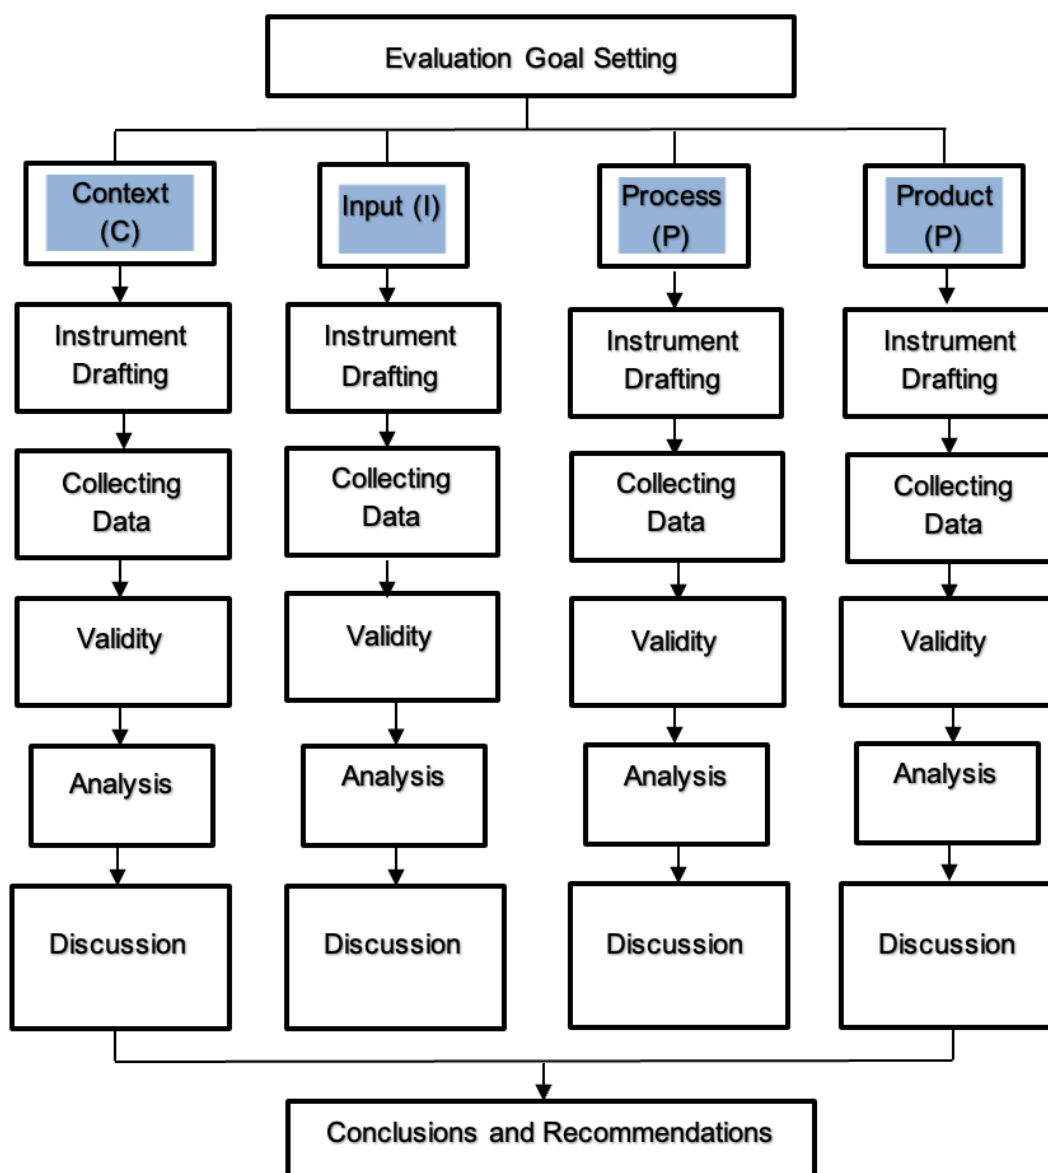 Evaluation Goal Setting
Context
(C)
Input (I)
Process
(P)
Product
(P)
Instrument
Drafting
Instrument
Drafting
Instrument
Drafting
Instrument
Drafting
Collecting
Data
Collecting
Data
Collecting
Data
Collecting
Data
Validity
Validity
Validity
Validity
Analysis
Analysis
Analysis
Analysis
Discussion
Discussion
Discussion
Discussion
Conclusions and Recommendations